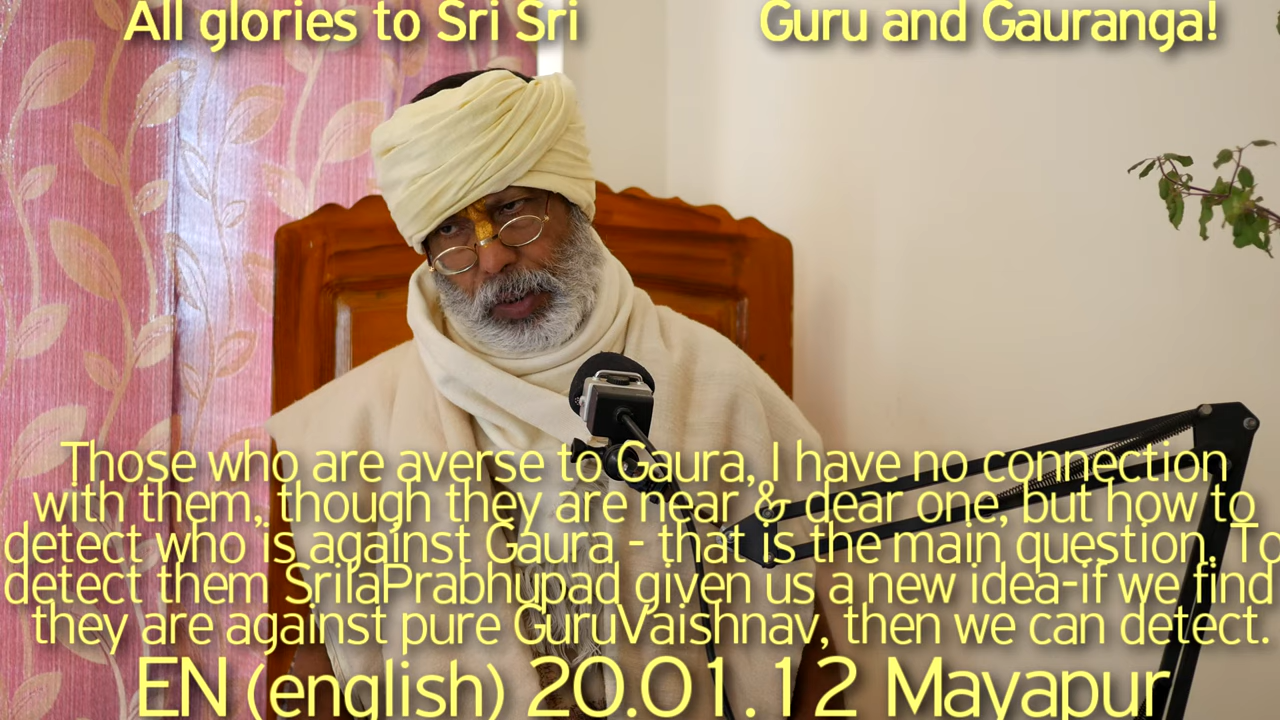 All glories to Sri Sri Guru and Gauranga!
Those who are averse to Gaura, I have no connection
with them, though they are near & dear one, but how to
detect who is against Gaura - that is the main question. To
detect them SrilaPrabhupad given us a new idea-if we find
they are against pure GuruVaishnav, then we can detect.
EN (english) 20.01.12 Mayapur